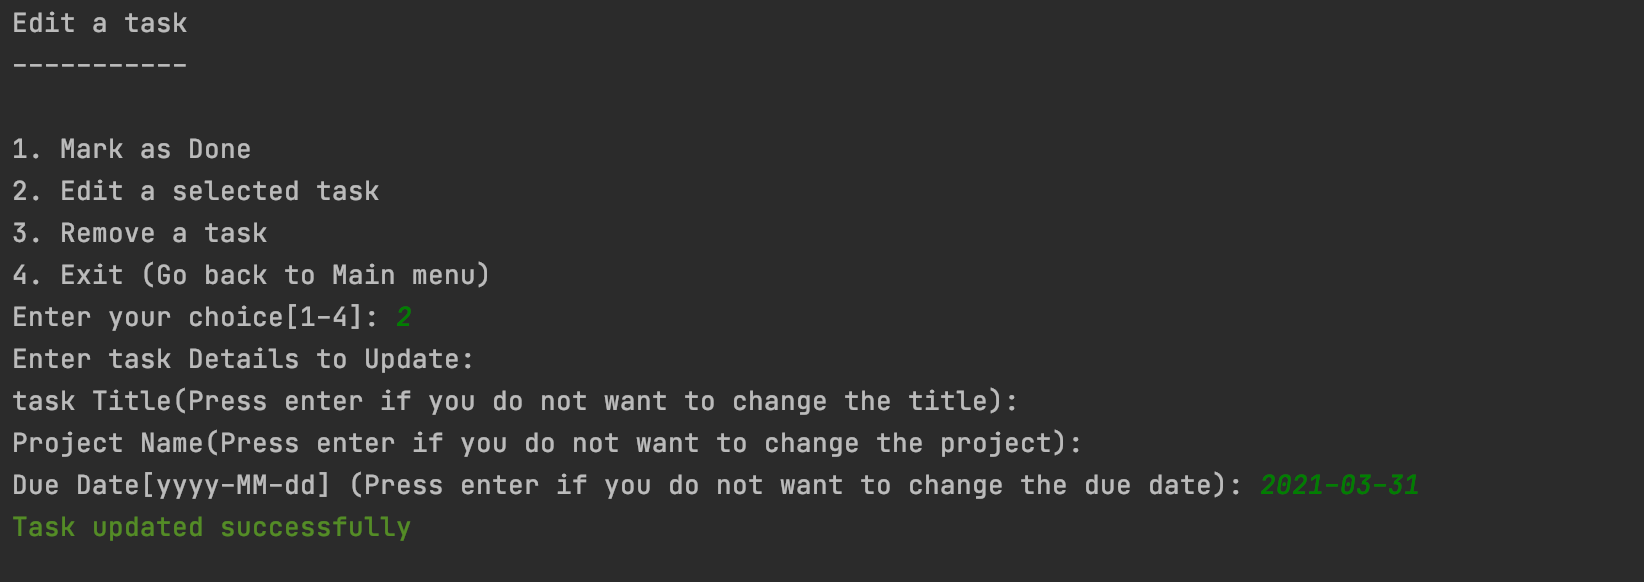 Edit a task
-----------
1. Mark as Done
2. Edit a selected task
3. Remove a task
4. Exit (Go back to Main menu)
Enter your choice[1-4]: 2
Enter task Details to Update:
task Title(Press enter if you do not want to change the title):
Project Name(Press enter if you do not want to change the project):
Due Date[yyyy-MM-dd] (Press enter if you do not want to change the due date): 2021-03-31
Task updated successfully